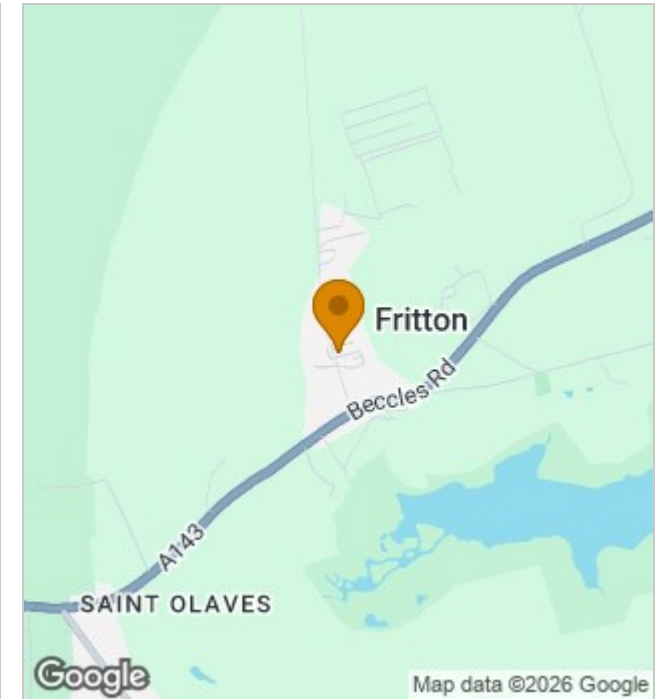 Fritton
Beccles Rd
A143
SAINT OLAVES
Google
Map data ©2026 Google